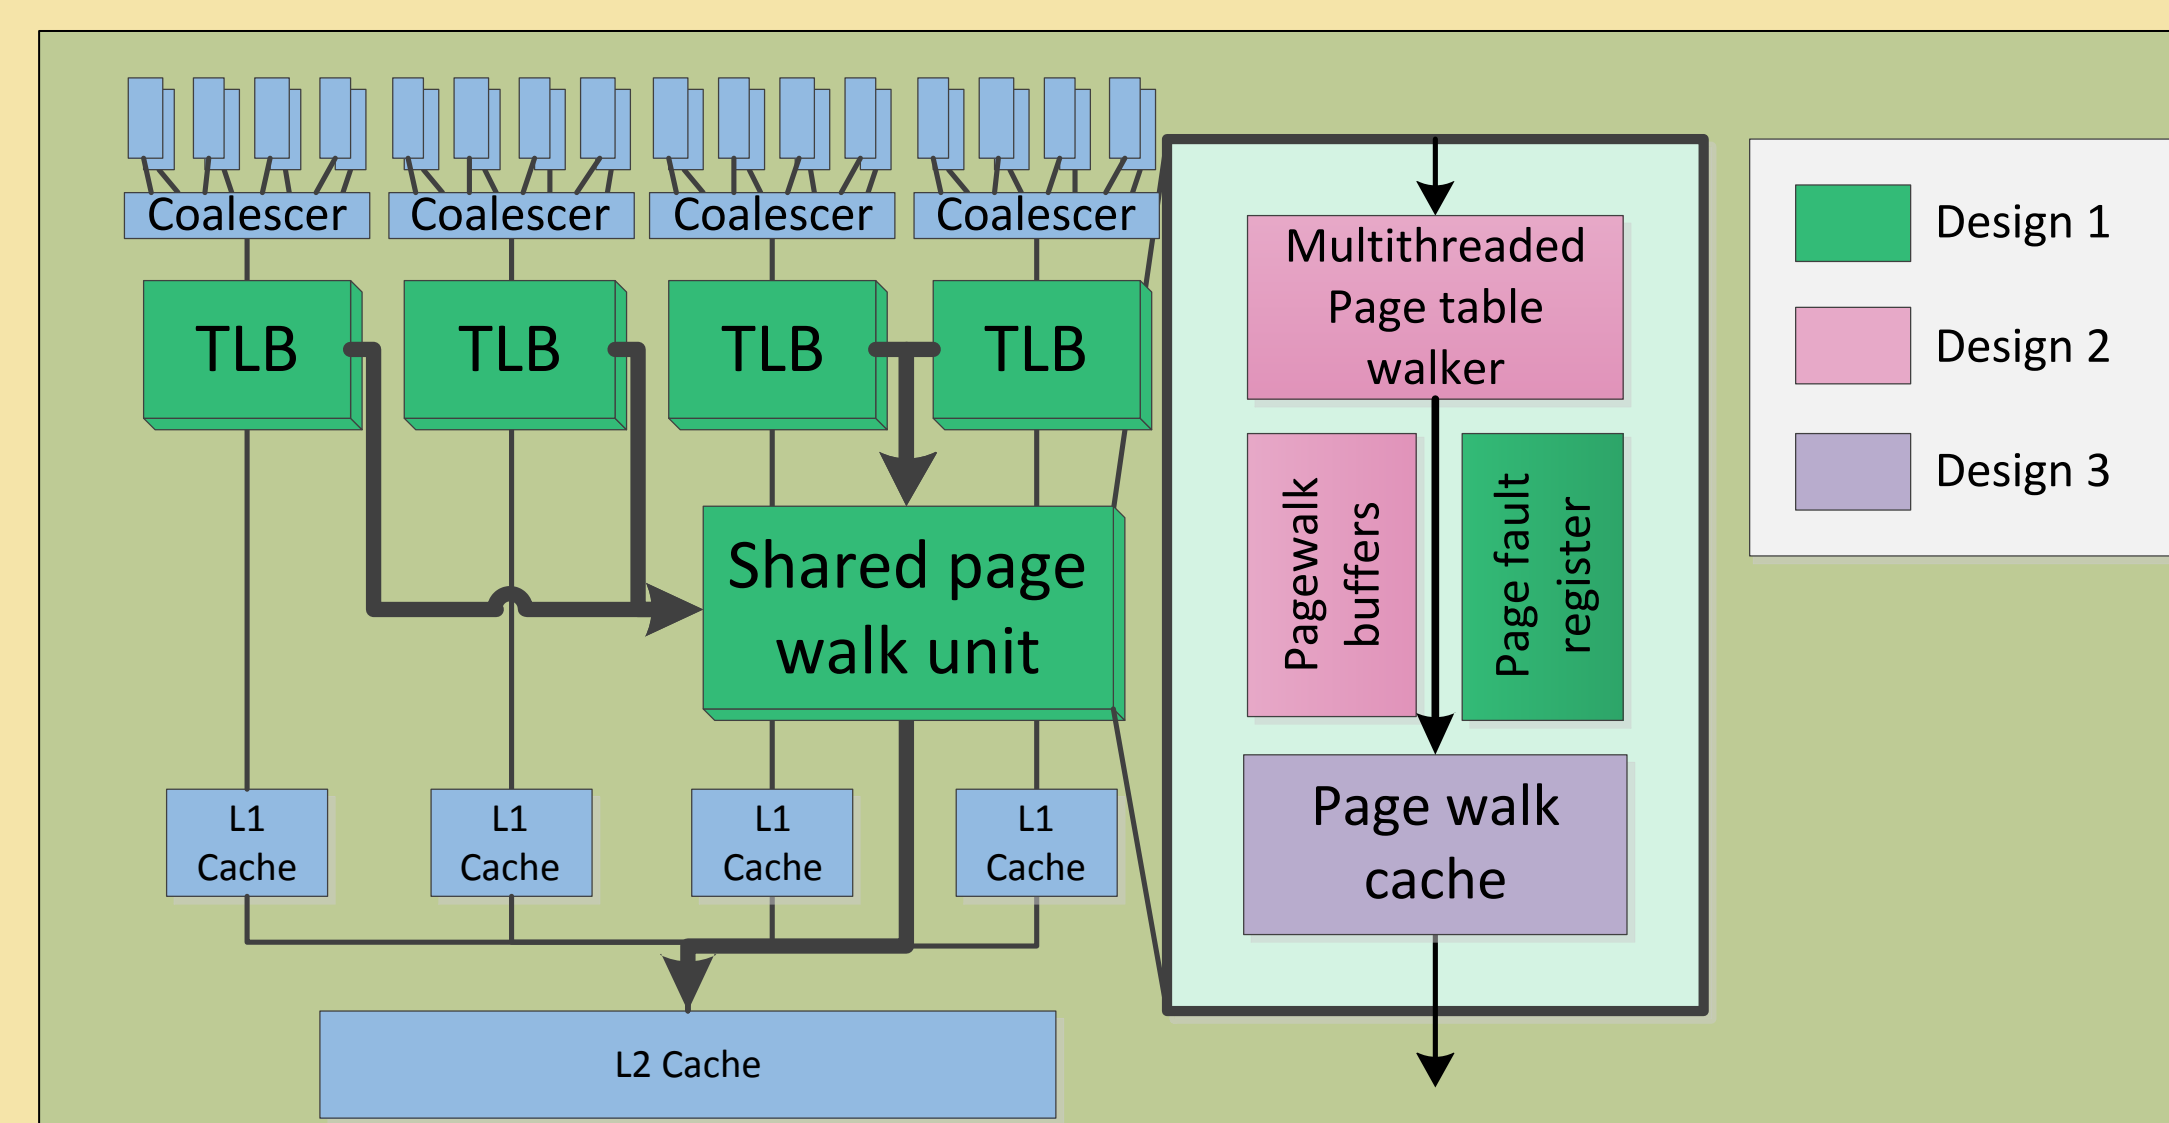 Coalescer
Coalescer
Coalescer
Coalescer
TLB
TLB
TLB
TLB
Shared page
walk unit
L1
Cache
L1
Cache
L1
Cache
L1
Cache
L2 Cache
Multithreaded
Page table
walker
Pagewalk
buffers
Page fault
register
Page walk
cache
Design 1
Design 2
Design 3